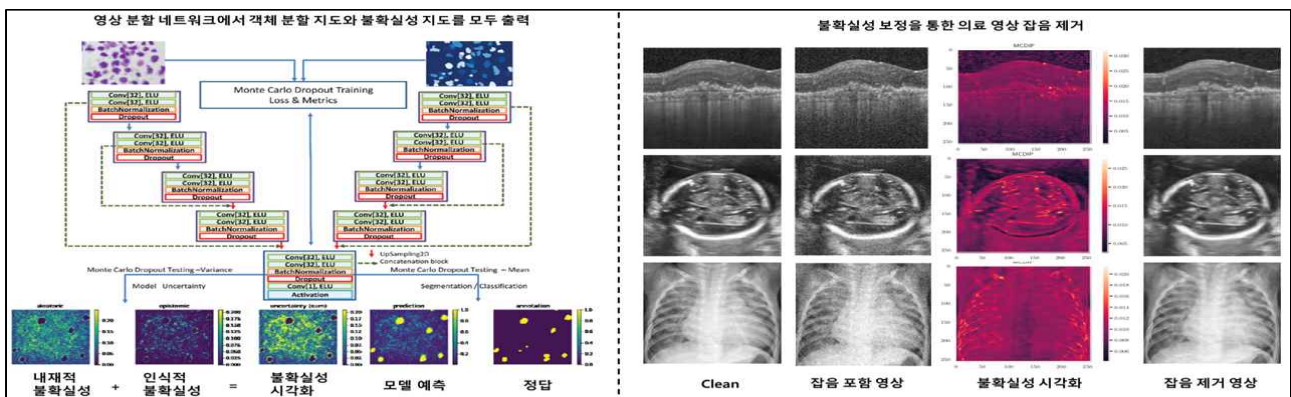 영상 분할 네트워크에서 객체 분할 지도와 불확실성 지도를 모두 출력
Monte Carlo Dropout Training
Loss & Metrics
Conv[32], ELU
Conv[32], ELU
BatchNormalization
Dropout
Conv[32], ELU
Conv[32], ELU
BatchNormalization
Dropout
Conv[32], ELU
Conv[32], ELU
BatchNormalization
Dropout
Conv[32], ELU
Conv[32], ELU
BatchNormalization
Dropout
Conv[32], ELU
Conv[32], ELU
BatchNormalization
Dropout
Conv[32], ELU
Conv[32], ELU
BatchNormalization
Dropout
Conv[32], ELU
Conv[32], ELU
BatchNormalization
Dropout
Conv[32], ELU
Conv[32], ELU
BatchNormalization
Dropout
Conv[32], ELU
Conv[32], ELU
BatchNormalization
Dropout
Conv[1], ELU
Activation
UpSampling2D
Concatenation block
Monte Carlo Dropout Testing –Variance
Model Uncertainty
Monte Carlo Dropout Testing – Mean
Segmentation / Classification
epistemic
uncertainty (sum)
prediction
annotation
내재적 불확실성 + 인식적 불확실성 = 불확실성 시각화
모델 예측
정답
불확실성 보정을 통한 의료 영상 잡음 제거
MCDIP
MCDIP
Clean
잡음 포함 영상
불확실성 시각화
잡음 제거 영상